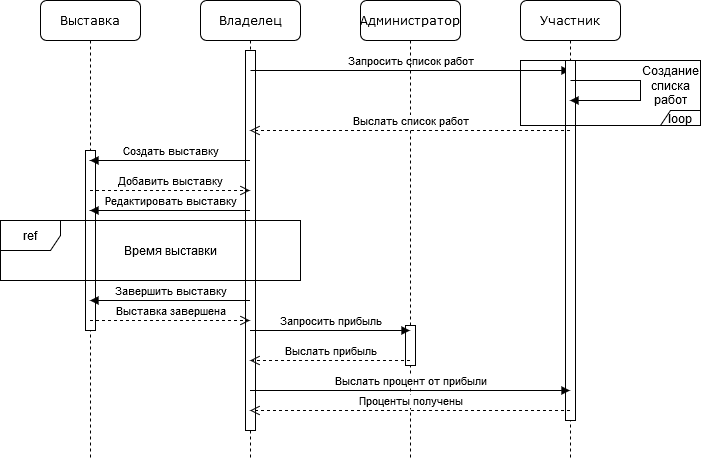 Выставка
Владелец
Администратор
Участник
Запросить список работ
Создание
списка
работ
loop
Выслать список работ
Создать выставку
Добавить выставку
Редактировать выставку
ref
Время выставки
Завершить выставку
Выставка завершена
Запросить прибыль
Выслать прибыль
Выслать процент от прибыли
Проценты получены